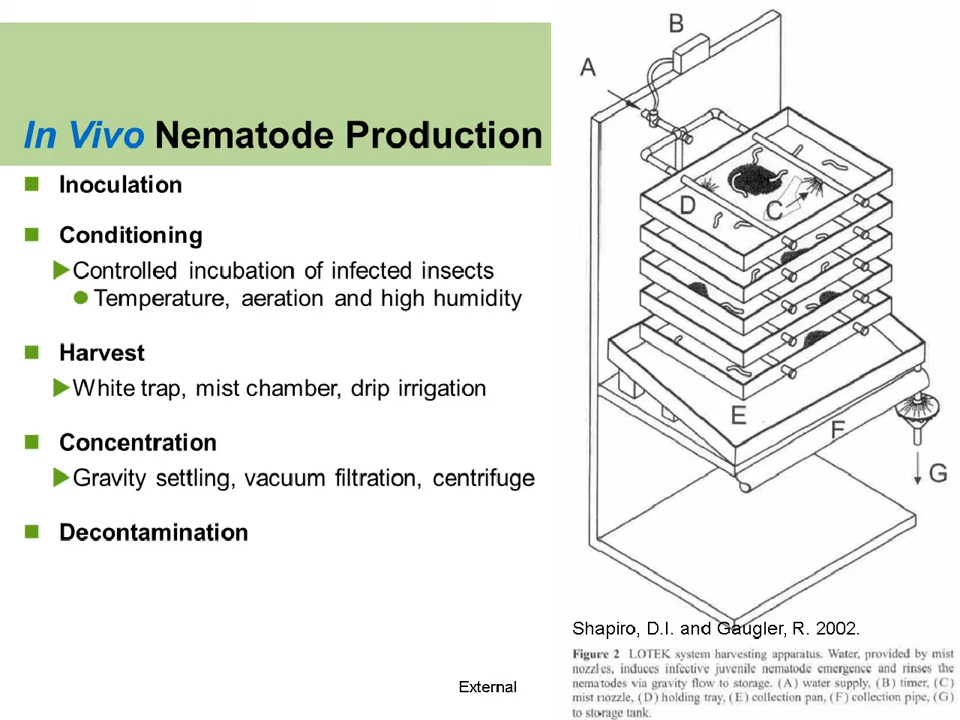 In Vivo Nematode Production
Inoculation
Conditioning
Controlled incubation of infected insects
Temperature, aeration and high humidity
Harvest
White trap, mist chamber, drip irrigation
Concentration
Gravity settling, vacuum filtration, centrifuge
Decontamination
External
A
B
C
D
E
F
G
Shapiro, D.I. and Gaugler, R. 2002.
Figure 2 LOTEK system harvesting apparatus. Water, provided by mist
nozzles, induces infective juvenile nematode emergence and rinses the
nematodes via gravity flow to storage. (A) water supply, (B) timer, (C)
mist nozzle, (D) holding tray, (E) collection pan, (F) collection pipe, (G)
to storage tank.